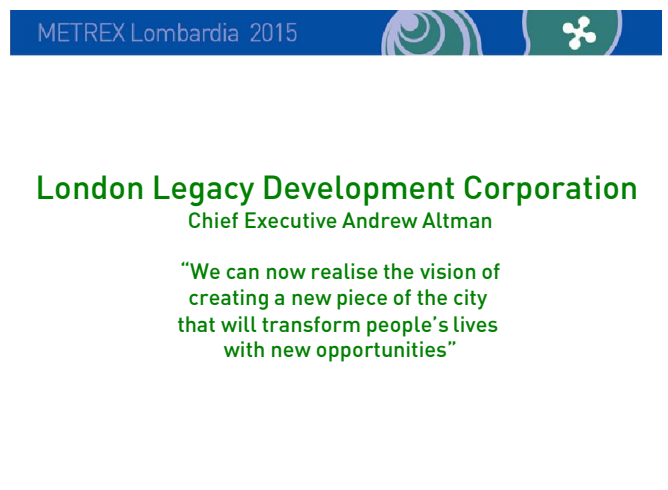 METREX Lombardia 2015
London Legacy Development Corporation
Chief Executive Andrew Altman
“We can now realise the vision of
creating a new piece of the city
that will transform people’s lives
with new opportunities”